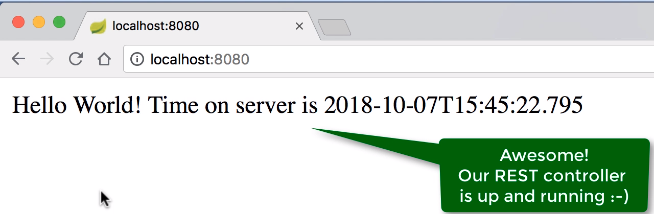 localhost:8080
localhost:8080
Hello World! Time on server is 2018-10-07T15:45:22.795
Awesome!
Our REST controller
is up and running :-)